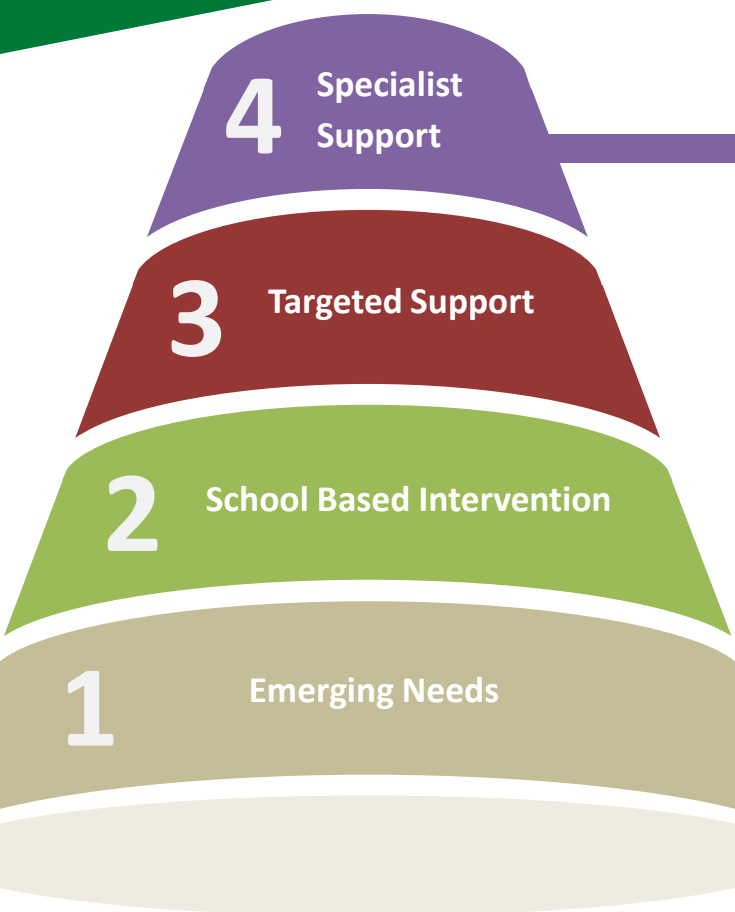 4 Specialist
Support
3 Targeted Support
2 School Based Intervention
1 Emerging Needs